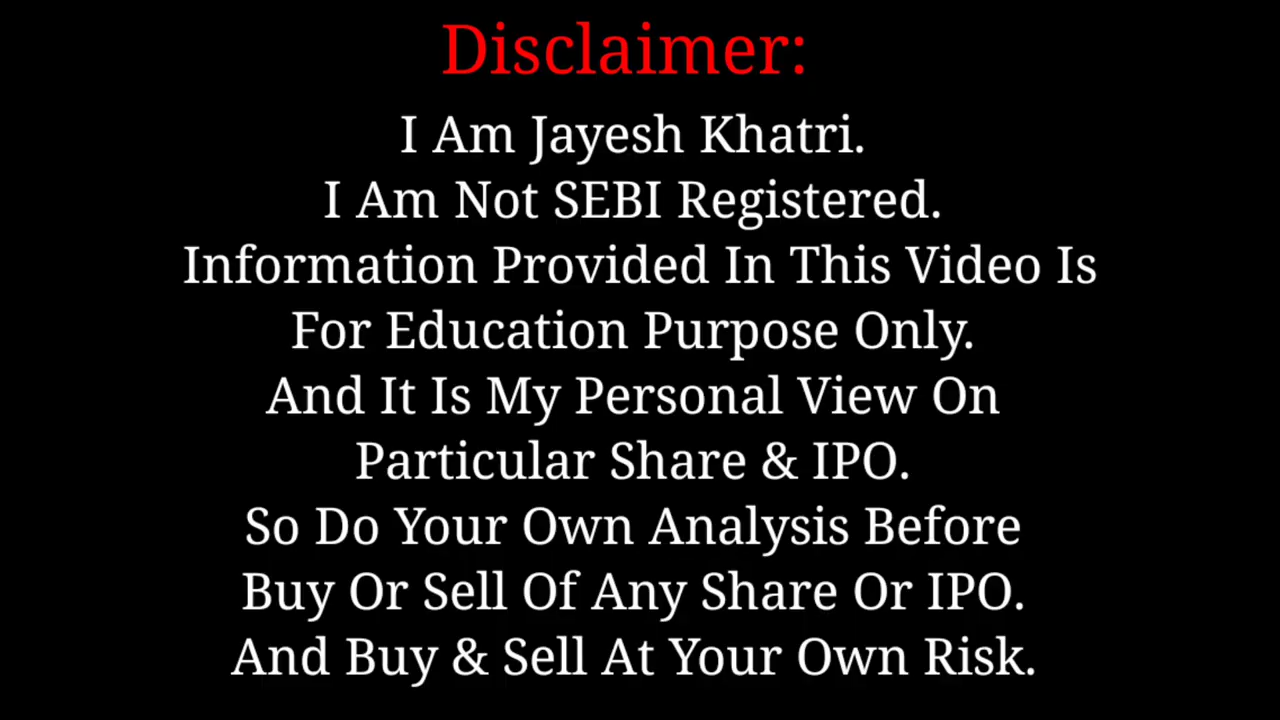 Disclaimer:
I Am Jayesh Khatri.
I Am Not SEBI Registered.
Information Provided In This Video Is
For Education Purpose Only.
And It Is My Personal View On
Particular Share & IPO.
So Do Your Own Analysis Before
Buy Or Sell Of Any Share Or IPO.
And Buy & Sell At Your Own Risk.